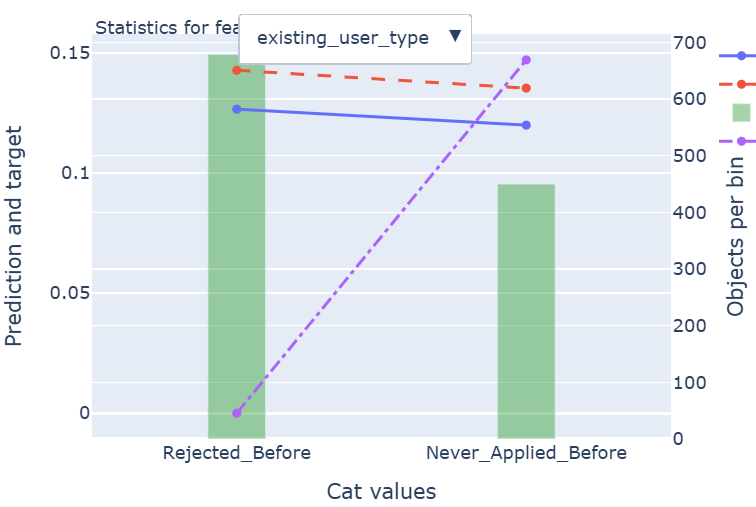 Statistics for fea
existing_user_type ▼
0.15
0.1
0.05
0
700
600
500
400
300
200
100
0
Prediction and target
Objects per bin
Rejected_Before
Never_Applied_Before
Cat values